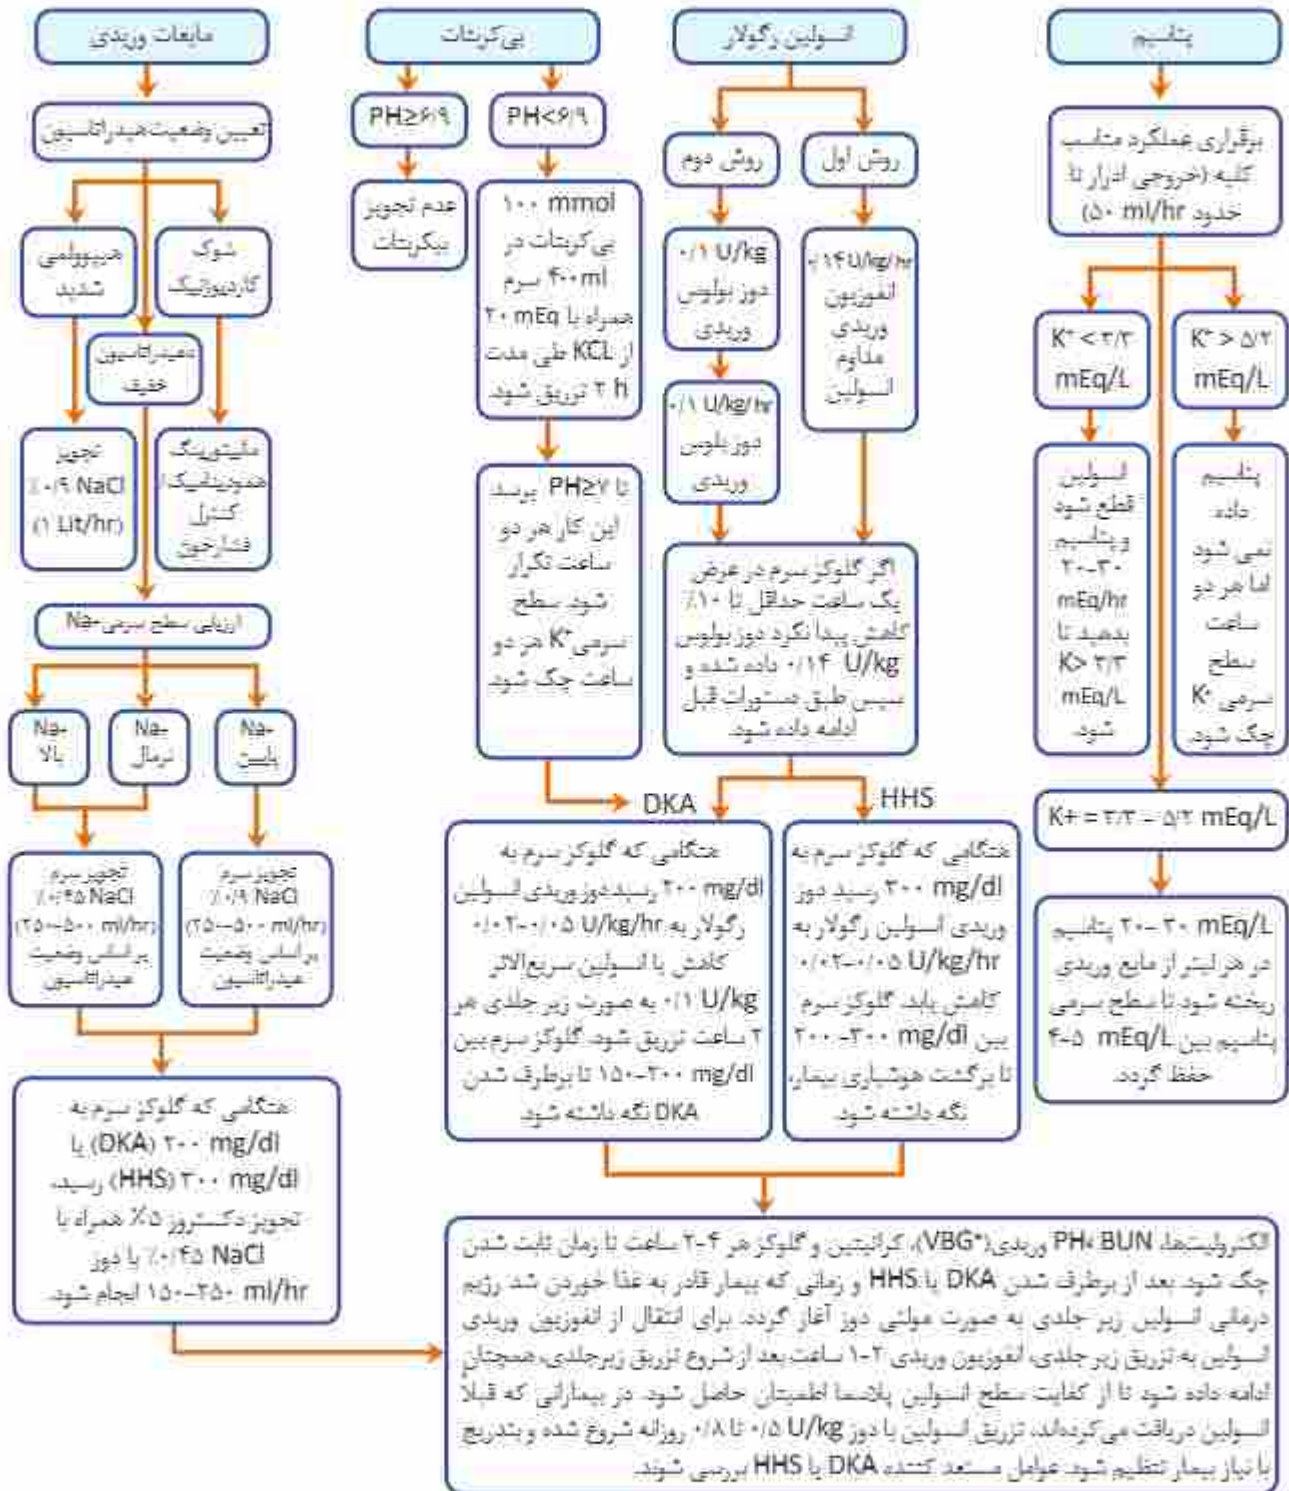 مایعات وریدی
تعیین وضعیت هیدراتاسیون
هیپوولمی
شدید
شوک
کاردیوژنیک
دهیدراتاسیون
خفیف
تجویز
٪۰/۹ NaCl
(۱ Lit/hr)
مانیتورینگ
همودینامیک/
کنترل
فشارخون
ارزیابی سطح سرمی Na+
Na+
بالا
Na+
نرمال
Na+
پایین
تجویز سرم
٪۰/۴۵ NaCl
(۲۵۰-۵۰۰ ml/hr)
بر اساس وضعیت
هیدراتاسیون
تجویز سرم
٪۰/۹ NaCl
(۲۵۰-۵۰۰ ml/hr)
بر اساس وضعیت
هیدراتاسیون
هنگامی که گلوکز سرم به
۲۰۰ mg/dl (DKA) یا
۳۰۰ mg/dl (HHS) رسید،
تجویز دکستروز ۵٪ همراه با
٪۰/۴۵ NaCl با دوز
۱۵۰-۲۵۰ ml/hr انجام شود.
بی‌کربنات
PH≥۶/۹
PH<۶/۹
عدم تجویز
بیکربنات
۱۰۰ mmol
بی‌کربنات در
۴۰۰ml سرم
همراه با ۲۰ mEq
از KCL طی مدت
۲ h تزریق شود.
تا PH≥۷ برسد.
این کار هر دو
ساعت تکرار
شود. سطح
سرمی K⁺ هر دو
ساعت چک شود.
انسولین رگولار
روش دوم
روش اول
۰/۱ U/kg
دوز بولوس
وریدی
۰/۱ U/kg/hr
دوز بلوس
وریدی
۰/۱۴U/kg/hr
انفوزیون
وریدی
مداوم
انسولین
اگر گلوکز سرم در عرض
یک ساعت حداقل تا ۱۰٪
کاهش پیدا نکرد دوز بولوس
۰/۱۴ U/kg داده شده و
سپس طبق دستورات قبل
ادامه داده شود.
DKA
HHS
هنگامی که گلوکز سرم به
۲۰۰ mg/dl رسید دوز وریدی انسولین
رگولار به ۰/۰۲-۰/۰۵ U/kg/hr
کاهش یا انسولین سریع‌الاثر
۰/۱ U/kg به صورت زیر جلدی هر
۲ ساعت تزریق شود. گلوکز سرم بین
۱۵۰-۲۰۰ mg/dl تا برطرف شدن
DKA نگه داشته شود.
هنگامی که گلوکز سرم به
۳۰۰ mg/dl رسید دوز
وریدی انسولین رگولار به
۰/۰۲-۰/۰۵ U/kg/hr
کاهش یابد. گلوکز سرم
بین ۲۰۰-۳۰۰ mg/dl
تا برگشت هوشیاری بیمار،
نگه داشته شود.
پتاسیم
برقراری عملکرد مناسب
کلیه (خروجی ادرار تا
حدود ۵۰ ml/hr)
K⁺ < ۳/۳
mEq/L
K⁺ > ۵/۲
mEq/L
انسولین
قطع شود
و پتاسیم
۲۰-۳۰
mEq/hr
بدهید تا
K> ۳/۳
mEq/L
شود.
پتاسیم
داده
نمی شود
اما هر دو
ساعت
سطح
سرمی K⁺
چک شود.
K+ = ۳/۳ – ۵/۲ mEq/L
۲۰-۳۰ mEq/L پتاسیم
در هر لیتر از مایع وریدی
ریخته شود تا سطح سرمی
پتاسیم بین ۴-۵ mEq/L
حفظ گردد.
الکترولیت‌ها، PH، BUN وریدی(VBG*)، کراتینین و گلوکز هر ۴-۲ ساعت تا زمان ثابت شدن
چک شود. بعد از برطرف شدن DKA یا HHS و زمانی که بیمار قادر به غذا خوردن شد رژیم
درمانی انسولین زیر جلدی به صورت مولتی دوز آغاز گردد. برای انتقال از انفوزیون وریدی
انسولین به تزریق زیر جلدی، انفوزیون وریدی ۲-۱ ساعت بعد از شروع تزریق زیرجلدی، همچنان
ادامه داده شود تا از کفایت سطح انسولین پلاسما اطمینان حاصل شود. در بیمارانی که قبلاً
انسولین دریافت می‌کرده‌اند، تزریق انسولین با دوز ۰/۵ U/kg تا ۰/۸ روزانه شروع شده و بتدریج
با نیاز بیمار تنظیم شود. عوامل مستعد کننده DKA یا HHS بررسی شوند.